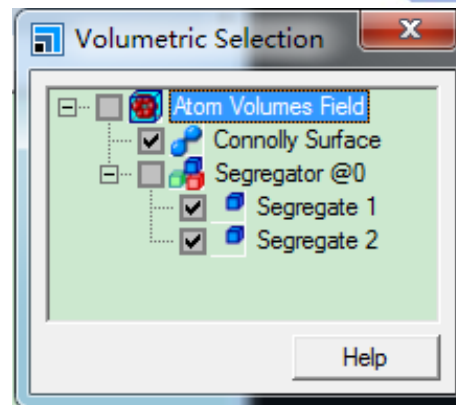 Volumetric Selection
Atom Volumes Field
Connolly Surface
Segregator @0
Segregate 1
Segregate 2
Help